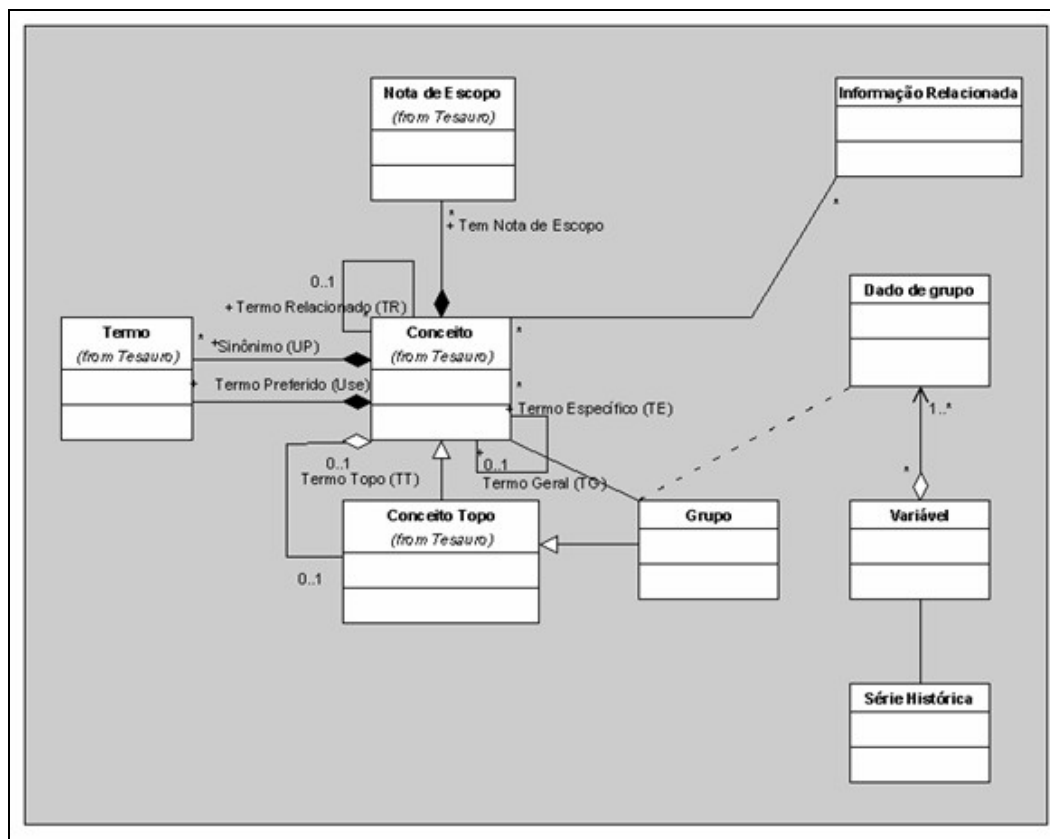 Nota de Escopo
(from Tesauro)
Informação Relacionada
*
+ Tem Nota de Escopo
*
0..1
+ Termo Relacionado (TR)
*
Dado de grupo
Termo
(from Tesauro)
Conceito
(from Tesauro)
*
* +
Sinônimo (UP)
+ Termo Preferido (Use)
*
+ Termo Específico (TE)
1..*
0..1
Termo Topo (TT)
+
0..1
Termo Geral (TG)
*
Conceito Topo
(from Tesauro)
Grupo
Variável
0..1
Série Histórica